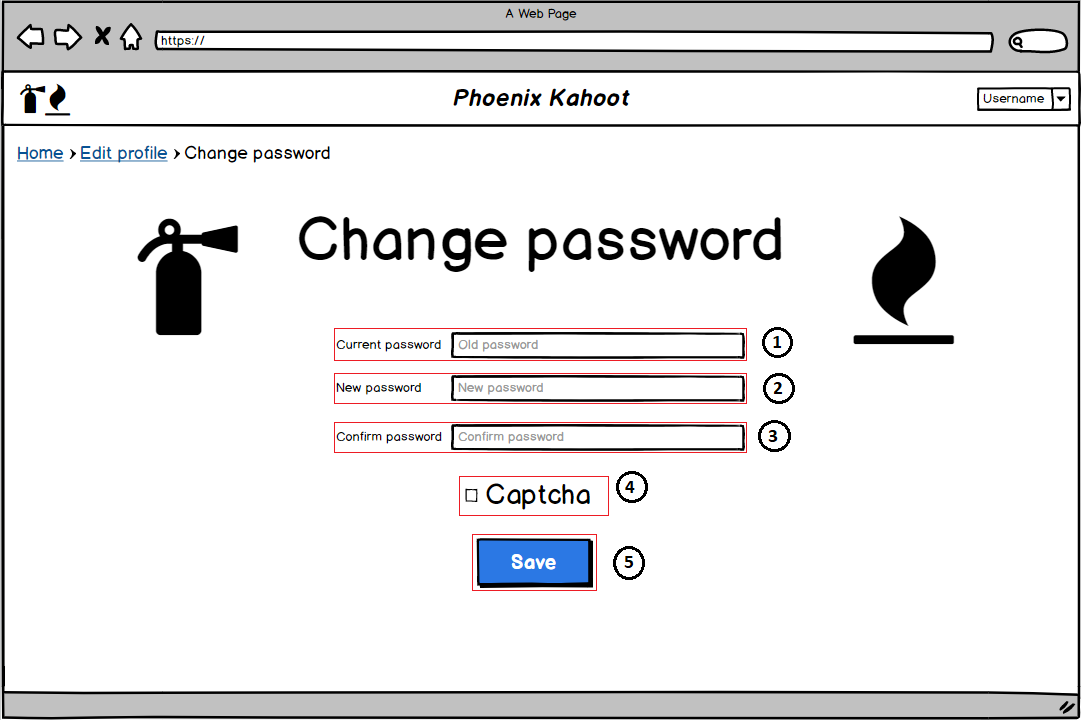 A Web Page
https://
Phoenix Kahoot
Username
Home › Edit profile › Change password
Change password
Current password Old password 1
New password New password 2
Confirm password Confirm password 3
Captcha 4
Save 5